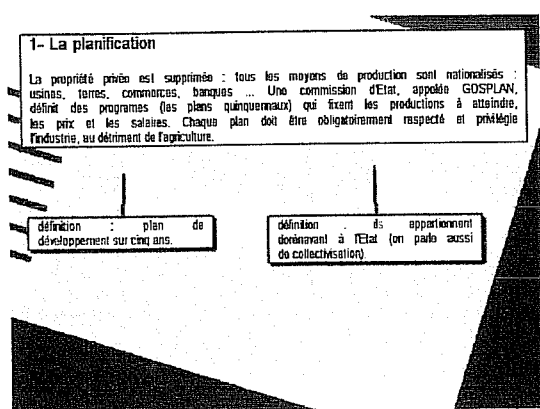 1- La planification
La propriété privée est supprimée : tous les moyens de production sont nationalisés :
usines, terres, commerces, banques ... Une commission d'Etat, appelée GOSPLAN,
définit des programes (les plans quinquennaux) qui fixent les productions à atteindre,
les prix et les salaires. Chaque plan doit être obligatoirement respecté et privilégie
l'industrie, au détriment de l'agriculture.
définition : plan de
développement sur cinq ans.
définition : ils appartiennent
dorénavant à l'Etat (on parle aussi
de collectivisation).